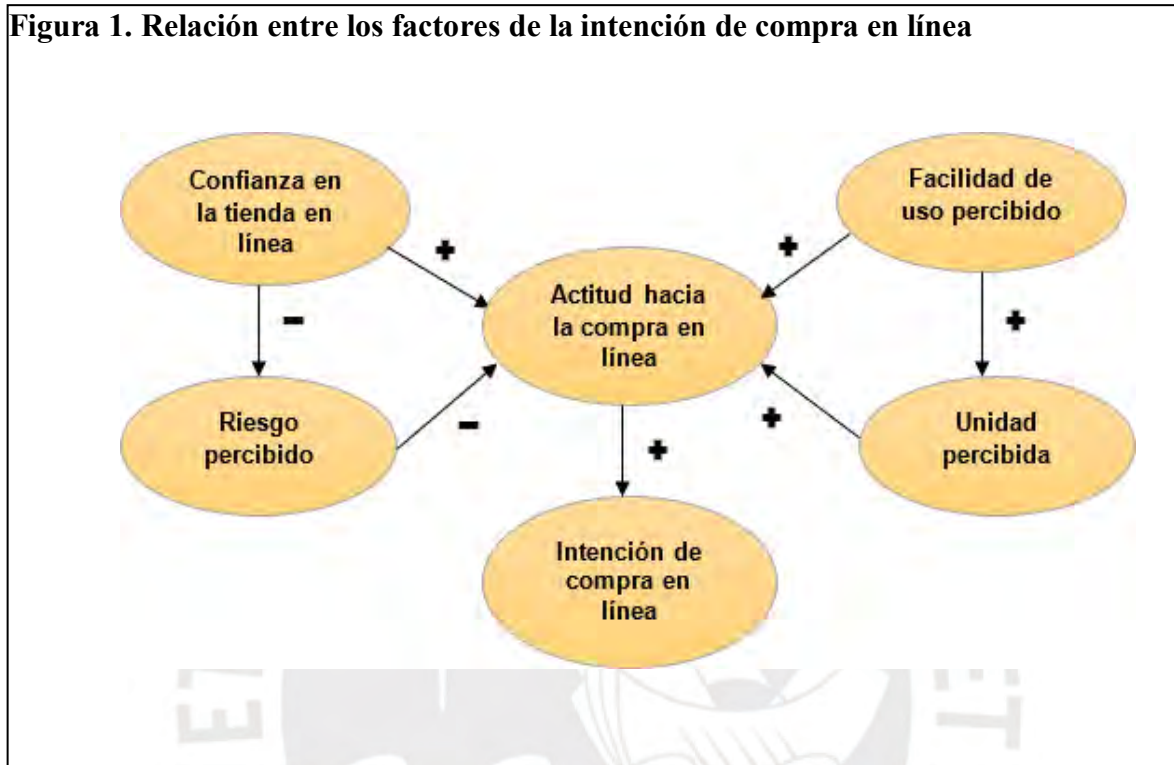 Figura 1. Relación entre los factores de la intención de compra en línea
Confianza en
la tienda en
línea
Facilidad de
uso percibido
+
+
Actitud hacia
la compra en
línea
-
+
Riesgo
percibido
-
+
Unidad
percibida
+
Intención de
compra en
línea